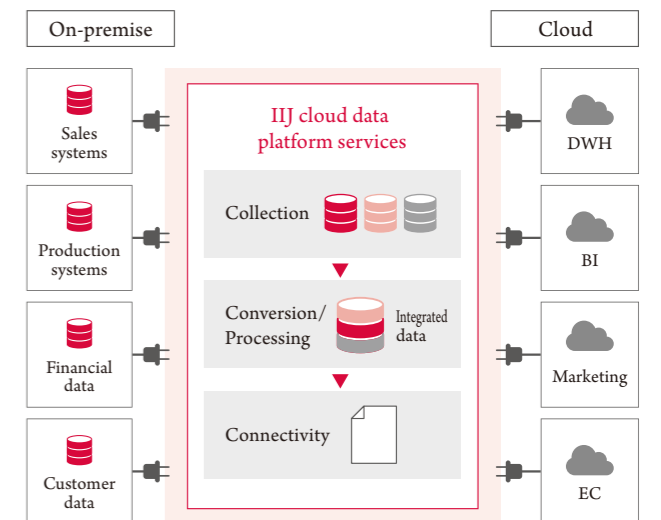 On-premise
Cloud
Sales
systems
Production
systems
Financial
data
Customer
data
IIJ cloud data
platform services
Collection
Conversion/
Processing
Integrated
data
Connectivity
DWH
BI
Marketing
EC